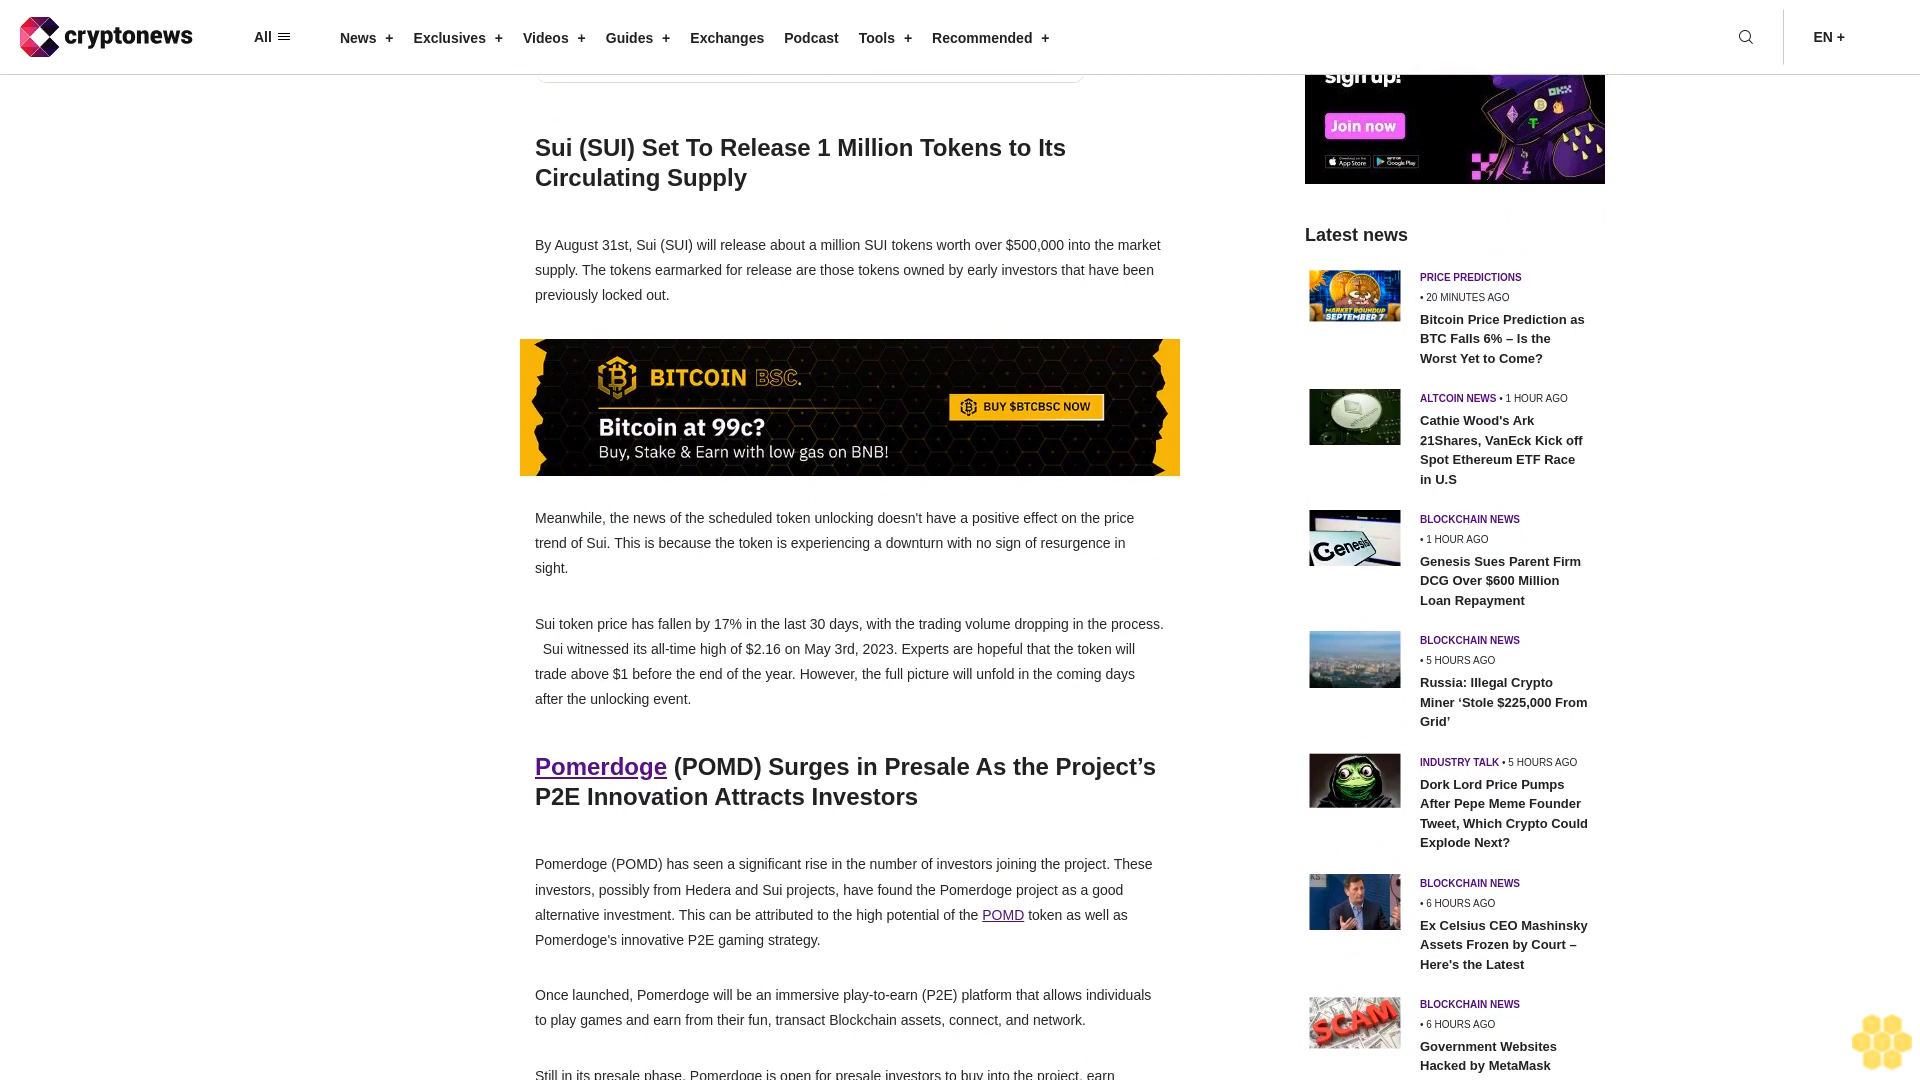 cryptonews
All
News +
Exclusives +
Videos +
Guides +
Exchanges
Podcast
Tools +
Recommended +
EN +
Sui (SUI) Set To Release 1 Million Tokens to Its
Circulating Supply
By August 31st, Sui (SUI) will release about a million SUI tokens worth over $500,000 into the market
supply. The tokens earmarked for release are those tokens owned by early investors that have been
previously locked out.
BITCOIN BSC.
Bitcoin at 99c?
Buy, Stake & Earn with low gas on BNB!
BUY $BTCBSC NOW
Meanwhile, the news of the scheduled token unlocking doesn't have a positive effect on the price
trend of Sui. This is because the token is experiencing a downturn with no sign of resurgence in
sight.
Sui token price has fallen by 17% in the last 30 days, with the trading volume dropping in the process.
Sui witnessed its all-time high of $2.16 on May 3rd, 2023. Experts are hopeful that the token will
trade above $1 before the end of the year. However, the full picture will unfold in the coming days
after the unlocking event.
Pomerdoge (POMD) Surges in Presale As the Project’s
P2E Innovation Attracts Investors
Pomerdoge (POMD) has seen a significant rise in the number of investors joining the project. These
investors, possibly from Hedera and Sui projects, have found the Pomerdoge project as a good
alternative investment. This can be attributed to the high potential of the POMD token as well as
Pomerdoge's innovative P2E gaming strategy.
Once launched, Pomerdoge will be an immersive play-to-earn (P2E) platform that allows individuals
to play games and earn from their fun, transact Blockchain assets, connect, and network.
Still in its presale phase, Pomerdoge is open for presale investors to buy into the project, earn
sign up!
Join now
Download on the
App Store
Google Play
OKX
Latest news
MARKET ROUNDUP
SEPTEMBER 7
PRICE PREDICTIONS
• 20 MINUTES AGO
Bitcoin Price Prediction as
BTC Falls 6% – Is the
Worst Yet to Come?
ALTCOIN NEWS • 1 HOUR AGO
Cathie Wood's Ark
21Shares, VanEck Kick off
Spot Ethereum ETF Race
in U.S
Genesis
BLOCKCHAIN NEWS
• 1 HOUR AGO
Genesis Sues Parent Firm
DCG Over $600 Million
Loan Repayment
BLOCKCHAIN NEWS
• 5 HOURS AGO
Russia: Illegal Crypto
Miner ‘Stole $225,000 From
Grid’
INDUSTRY TALK • 5 HOURS AGO
Dork Lord Price Pumps
After Pepe Meme Founder
Tweet, Which Crypto Could
Explode Next?
BLOCKCHAIN NEWS
• 6 HOURS AGO
Ex Celsius CEO Mashinsky
Assets Frozen by Court –
Here's the Latest
SCAM
BLOCKCHAIN NEWS
• 6 HOURS AGO
Government Websites
Hacked by MetaMask